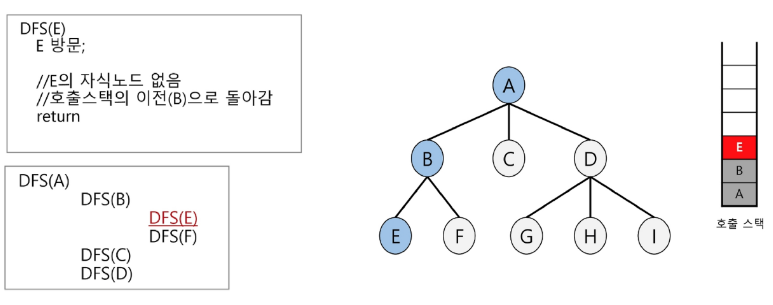 DFS(E)
E 방문;
//E의 자식노드 없음
//호출스택의 이전(B)으로 돌아감
return
DFS(A)
DFS(B)
DFS(E)
DFS(F)
DFS(C)
DFS(D)
A
B
C
D
E
F
G
H
I
E
B
A
호출 스택